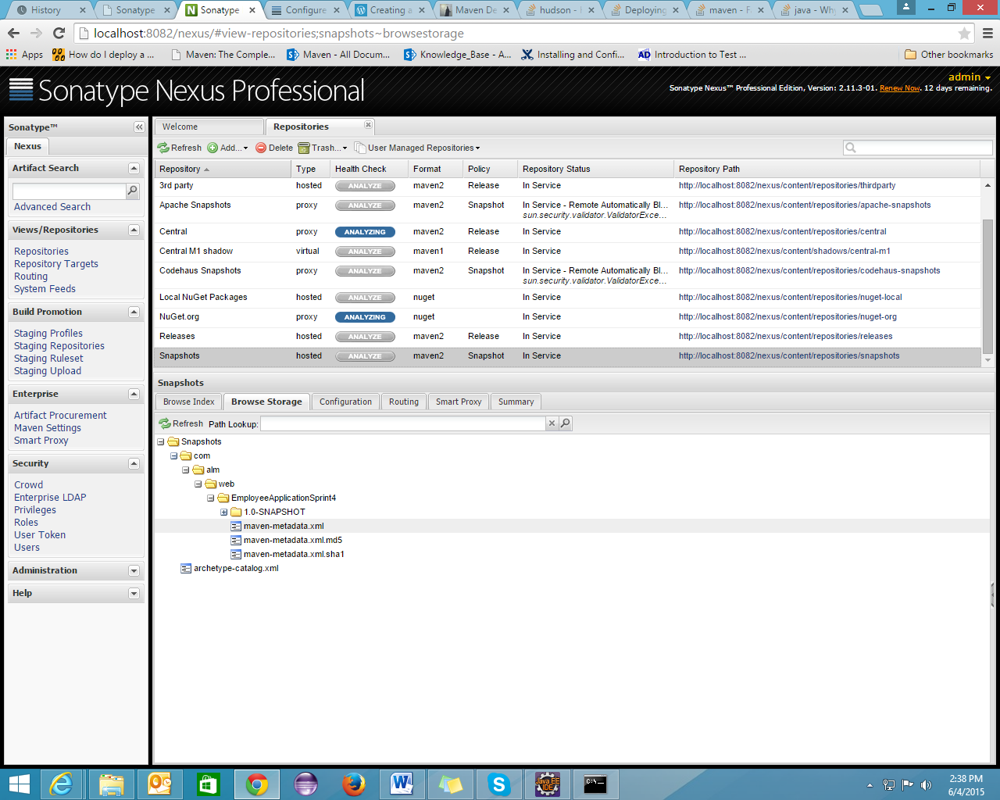 History
Sonatype
Sonatype
Configure
Creating a
Maven De
hudson -
Deploying
maven - F
java - Why
localhost:8082/nexus/#view-repositories;snapshots~browsestorage
Apps
How do I deploy a ...
Maven: The Comple...
Maven - All Docum...
Knowledge_Base - A...
Installing and Confi...
Introduction to Test ...
Other bookmarks
Sonatype Nexus Professional
admin
Sonatype Nexus™ Professional Edition, Version: 2.11.3-01. Renew Now. 12 days remaining.
Sonatype™
Nexus
Artifact Search
Advanced Search
Views/Repositories
Repositories
Repository Targets
Routing
System Feeds
Build Promotion
Staging Profiles
Staging Repositories
Staging Ruleset
Staging Upload
Enterprise
Artifact Procurement
Maven Settings
Smart Proxy
Security
Crowd
Enterprise LDAP
Privileges
Roles
User Token
Users
Administration
Help
Welcome
Repositories
Refresh Add... Delete Trash... User Managed Repositories
Repository Type Health Check Format Policy Repository Status Repository Path
3rd party hosted ANALYZE maven2 Release In Service http://localhost:8082/nexus/content/repositories/thirdparty
Apache Snapshots proxy ANALYZE maven2 Snapshot In Service - Remote Automatically Bl... http://localhost:8082/nexus/content/repositories/apache-snapshots
sun.security.validator.ValidatorExce...
Central proxy ANALYZING maven2 Release In Service http://localhost:8082/nexus/content/repositories/central
Central M1 shadow virtual ANALYZE maven1 Release In Service http://localhost:8082/nexus/content/shadows/central-m1
Codehaus Snapshots proxy ANALYZE maven2 Snapshot In Service - Remote Automatically Bl... http://localhost:8082/nexus/content/repositories/codehaus-snapshots
sun.security.validator.ValidatorExce...
Local NuGet Packages hosted ANALYZE nuget In Service http://localhost:8082/nexus/content/repositories/nuget-local
NuGet.org proxy ANALYZING nuget In Service http://localhost:8082/nexus/content/repositories/nuget-org
Releases hosted ANALYZE maven2 Release In Service http://localhost:8082/nexus/content/repositories/releases
Snapshots hosted ANALYZE maven2 Snapshot In Service http://localhost:8082/nexus/content/repositories/snapshots
Snapshots
Browse Index
Browse Storage
Configuration
Routing
Smart Proxy
Summary
Refresh Path Lookup:
Snapshots
com
alm
web
EmployeeApplicationSprint4
1.0-SNAPSHOT
maven-metadata.xml
maven-metadata.xml.md5
maven-metadata.xml.sha1
archetype-catalog.xml
Java EE
IDE
C:\
2:38 PM
6/4/2015